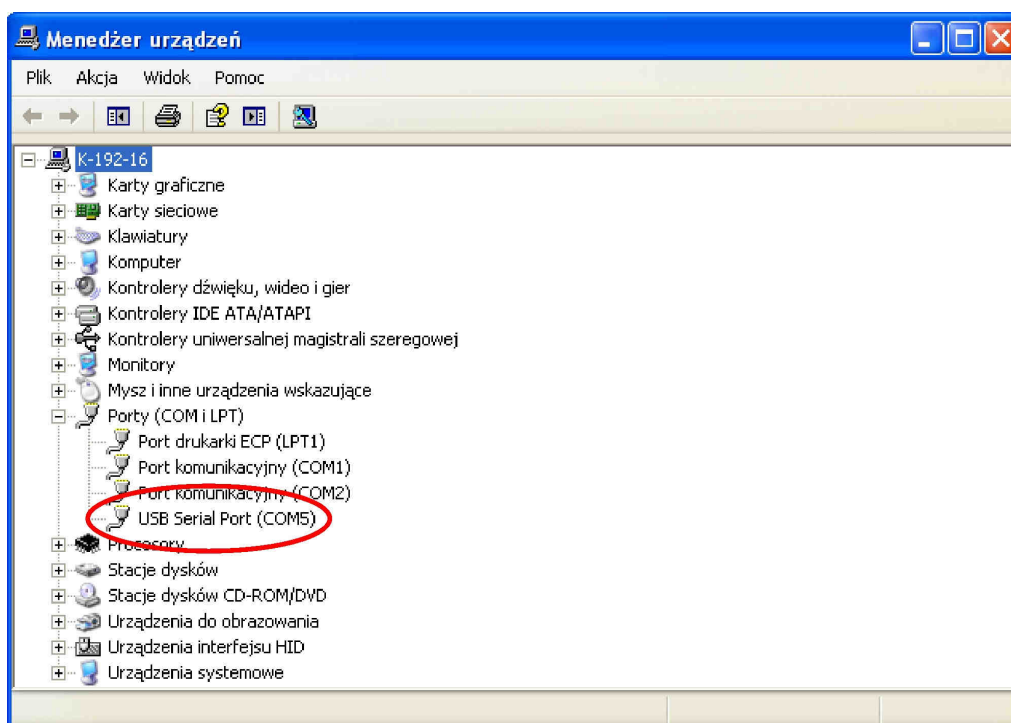 Menedżer urządzeń
Plik Akcja Widok Pomoc
K-192-16
Karty graficzne
Karty sieciowe
Klawiatury
Komputer
Kontrolery dźwięku, wideo i gier
Kontrolery IDE ATA/ATAPI
Kontrolery uniwersalnej magistrali szeregowej
Monitory
Mysz i inne urządzenia wskazujące
Porty (COM i LPT)
Port drukarki ECP (LPT1)
Port komunikacyjny (COM1)
Port komunikacyjny (COM2)
USB Serial Port (COM5)
Procesory
Stacje dysków
Stacje dysków CD-ROM/DVD
Urządzenia do obrazowania
Urządzenia interfejsu HID
Urządzenia systemowe